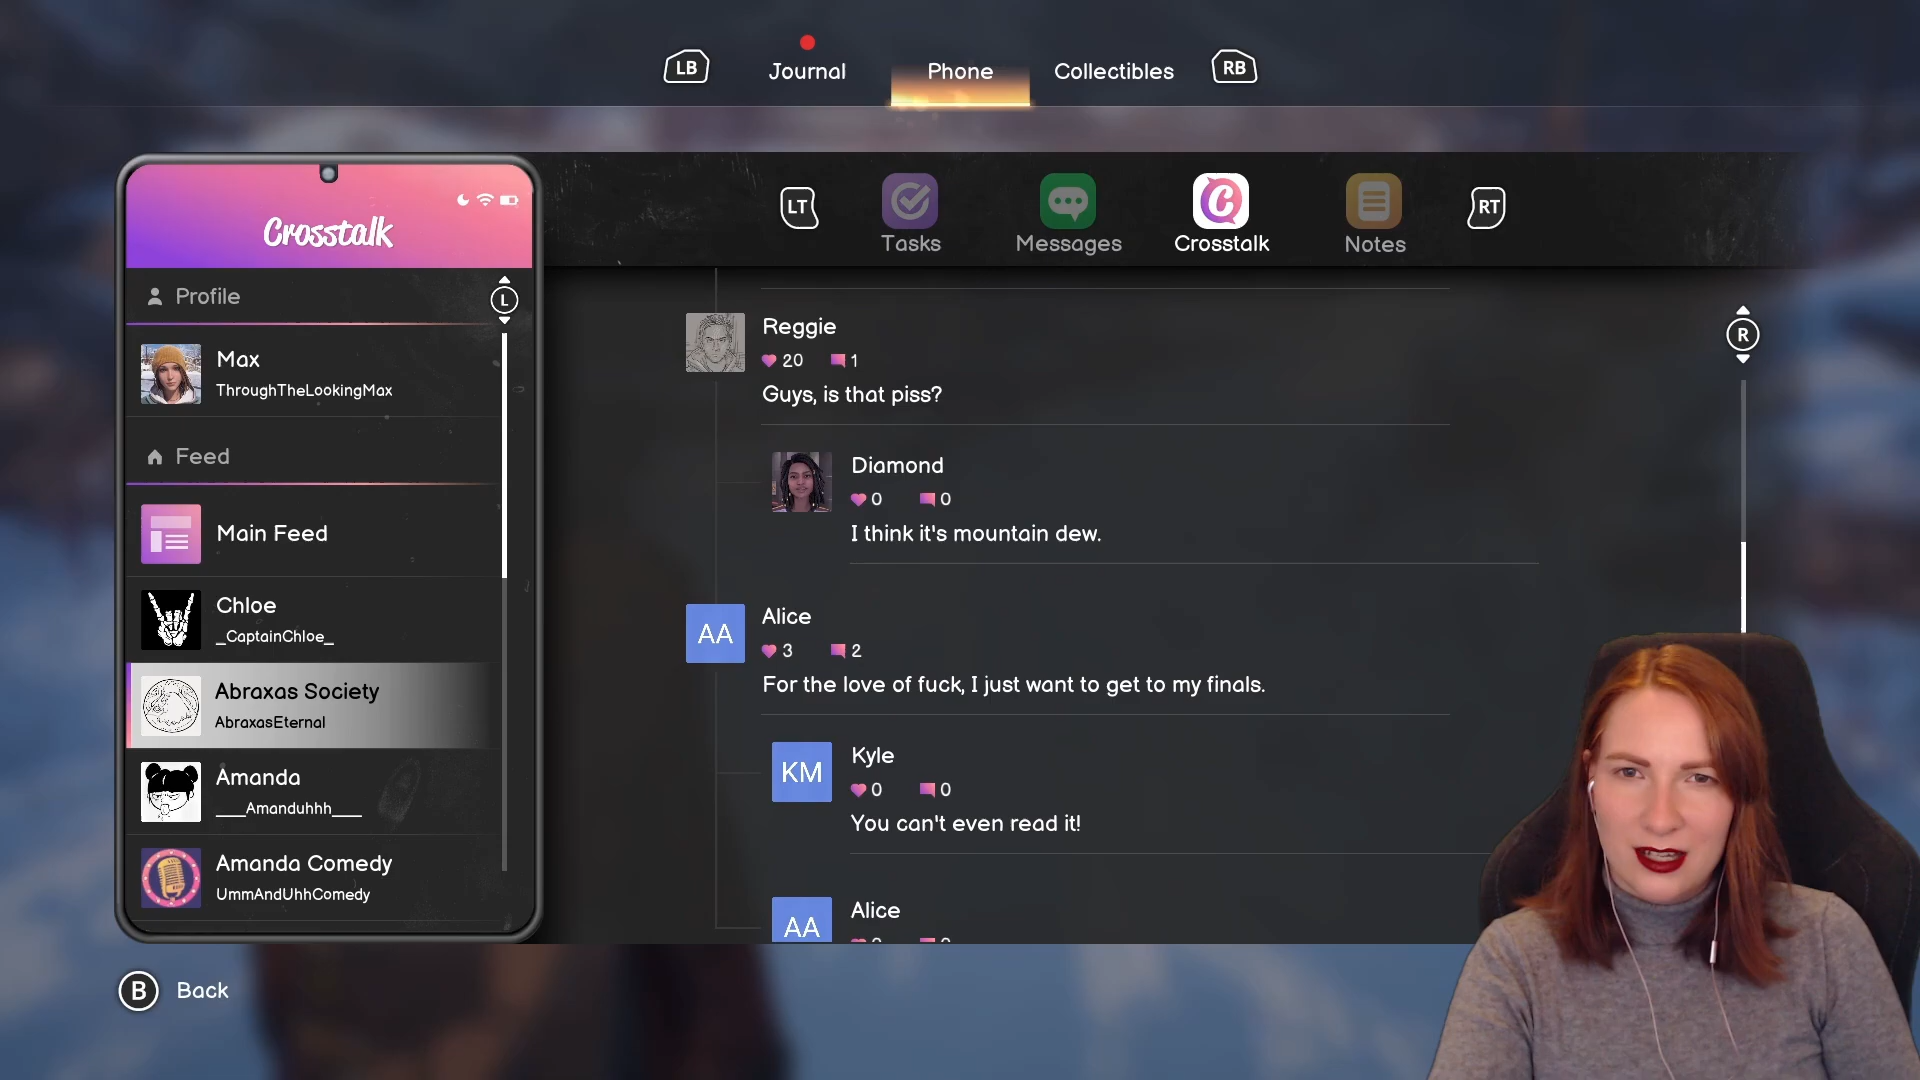 LB
Journal
Phone
Collectibles
RB
Crosstalk
LT
Tasks
Messages
Crosstalk
Notes
RT
Profile
L
Max
ThroughTheLookingMax
Feed
Main Feed
Chloe
_CaptainChloe_
Abraxas Society
AbraxasEternal
Amanda
___Amanduhhh___
Amanda Comedy
UmmAndUhhComedy
R
Reggie
20 1
Guys, is that piss?
Diamond
0 0
I think it's mountain dew.
AA
Alice
3 2
For the love of fuck, I just want to get to my finals.
KM
Kyle
0 0
You can't even read it!
AA
Alice
B Back